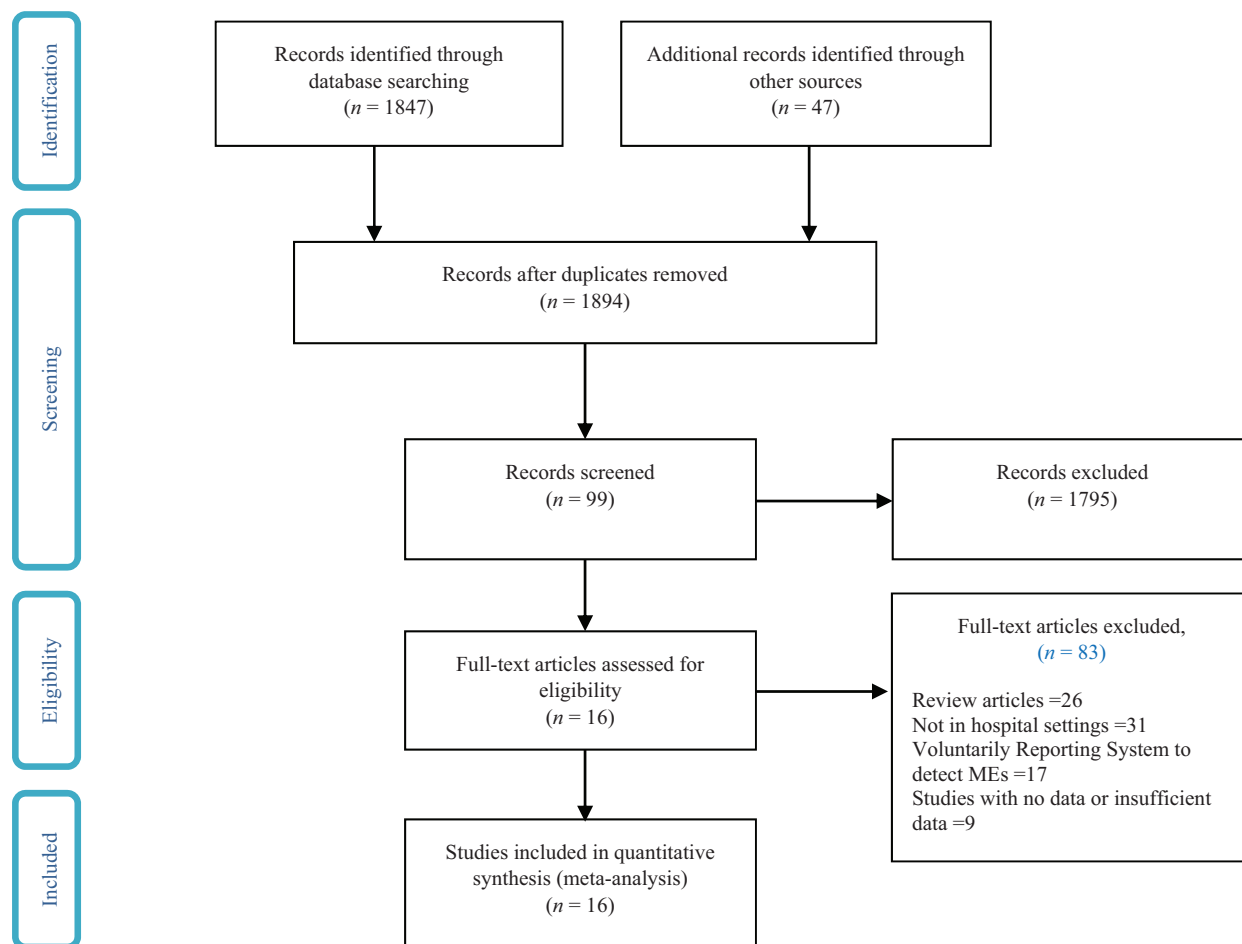 Identification
Records identified through
database searching
(n = 1847)
Additional records identified through
other sources
(n = 47)
Screening
Records after duplicates removed
(n = 1894)
Records screened
(n = 99)
Records excluded
(n = 1795)
Eligibility
Full-text articles assessed for
eligibility
(n = 16)
Full-text articles excluded,
(n = 83)
Review articles =26
Not in hospital settings =31
Voluntarily Reporting System to
detect MEs =17
Studies with no data or insufficient
data =9
Included
Studies included in quantitative
synthesis (meta-analysis)
(n = 16)